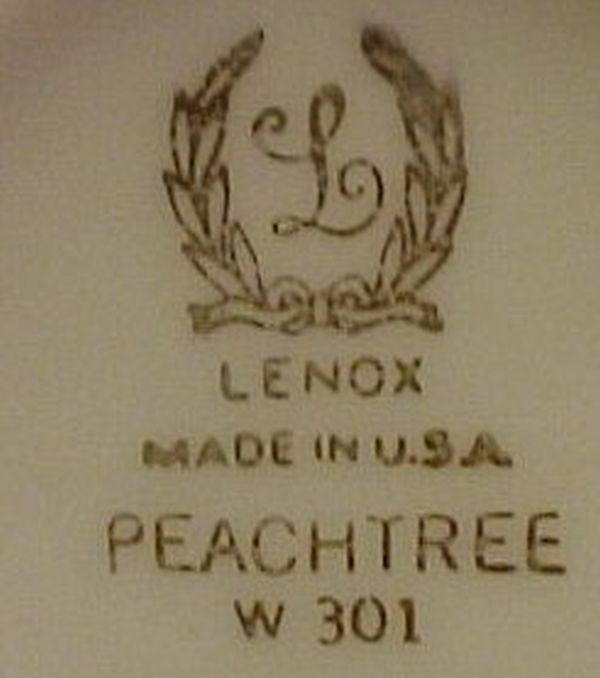 L
LENOX
MADE IN U.S.A.
PEACHTREE
W 301